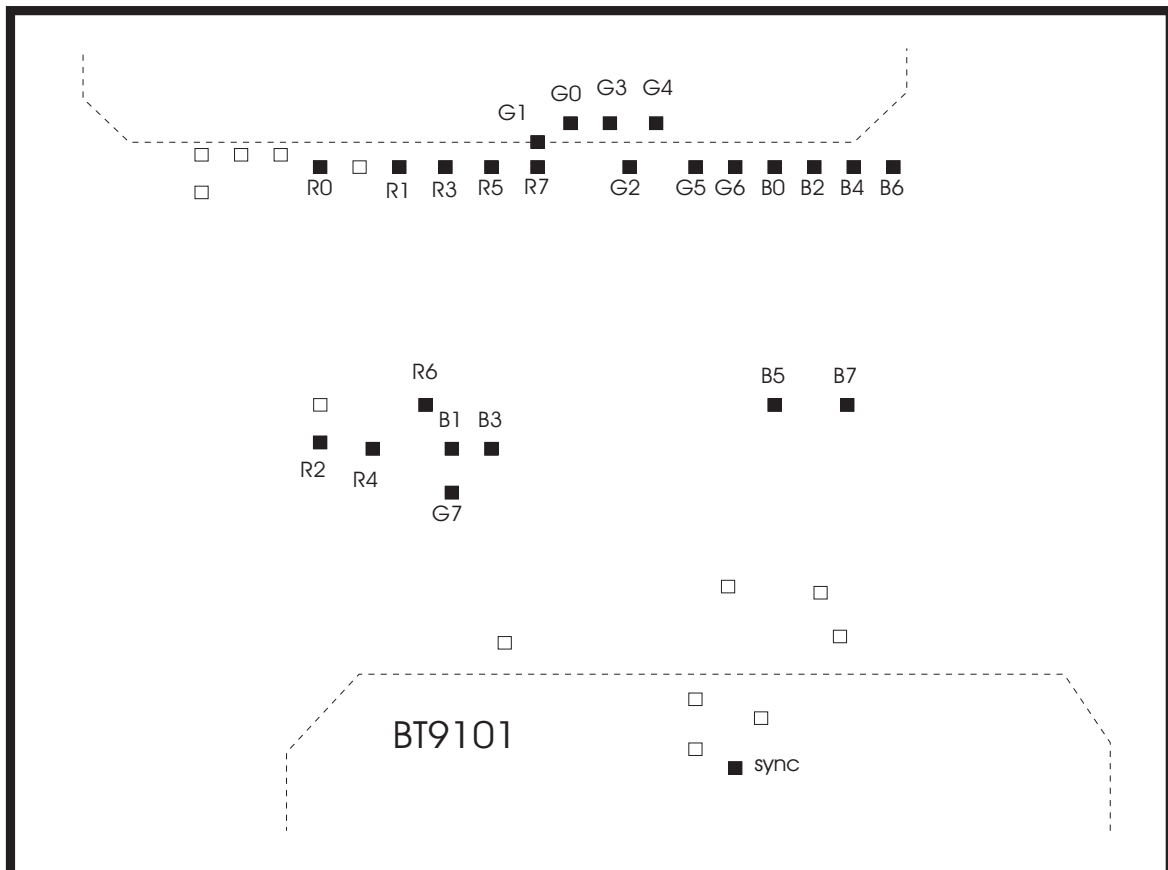 G0 G3 G4
G1
R0 R1 R3 R5 R7 G2 G5 G6 B0 B2 B4 B6
R6 B5 B7
B1 B3
R2 R4
G7
BT9101
sync